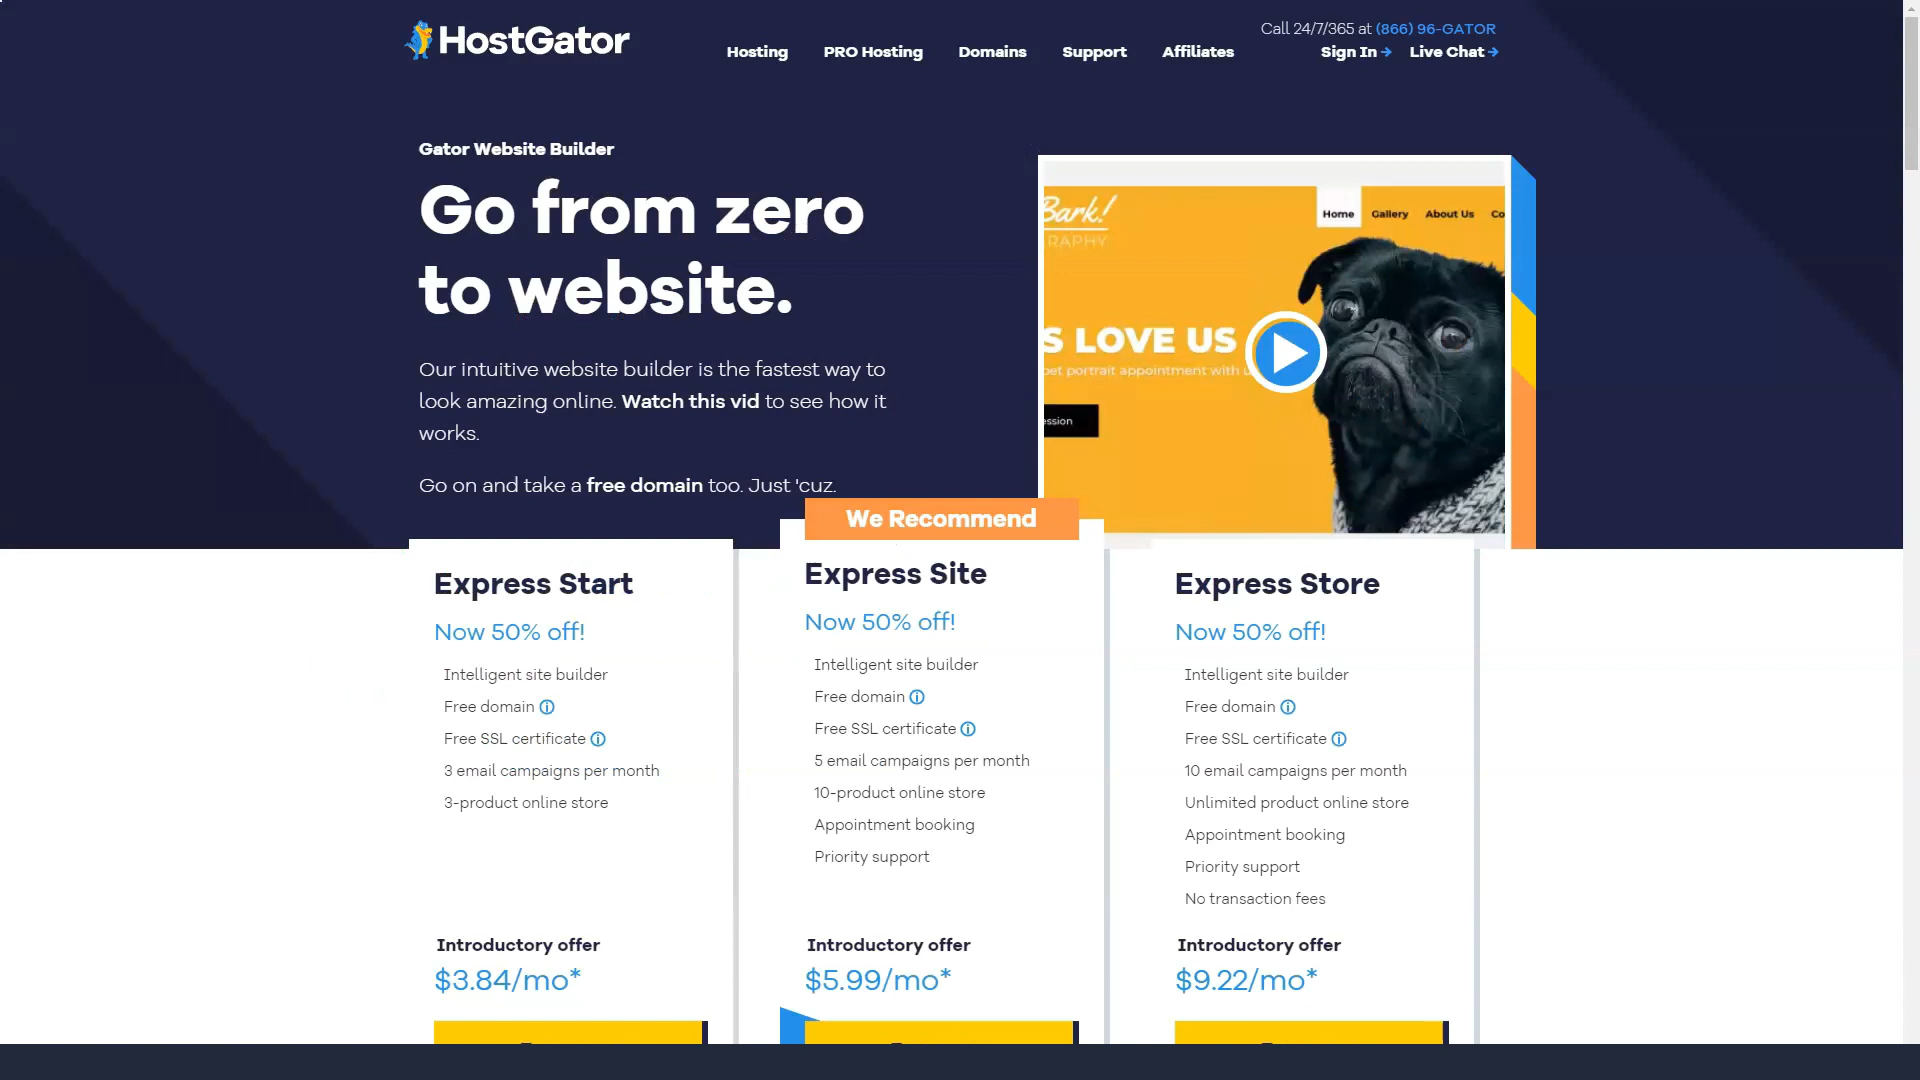 HostGator
Hosting
PRO Hosting
Domains
Support
Affiliates
Call 24/7/365 at (866) 96-GATOR
Sign In
Live Chat
Gator Website Builder
Go from zero
to website.
Our intuitive website builder is the fastest way to
look amazing online. Watch this vid to see how it
works.
Go on and take a free domain too. Just 'cuz.
Bark!
RAPHY
Home
Gallery
About Us
Co
S LOVE US
pet portrait appointment with
ession
We Recommend
Express Start
Now 50% off!
Intelligent site builder
Free domain
Free SSL certificate
3 email campaigns per month
3-product online store
Introductory offer
$3.84/mo*
Express Site
Now 50% off!
Intelligent site builder
Free domain
Free SSL certificate
5 email campaigns per month
10-product online store
Appointment booking
Priority support
Introductory offer
$5.99/mo*
Express Store
Now 50% off!
Intelligent site builder
Free domain
Free SSL certificate
10 email campaigns per month
Unlimited product online store
Appointment booking
Priority support
No transaction fees
Introductory offer
$9.22/mo*